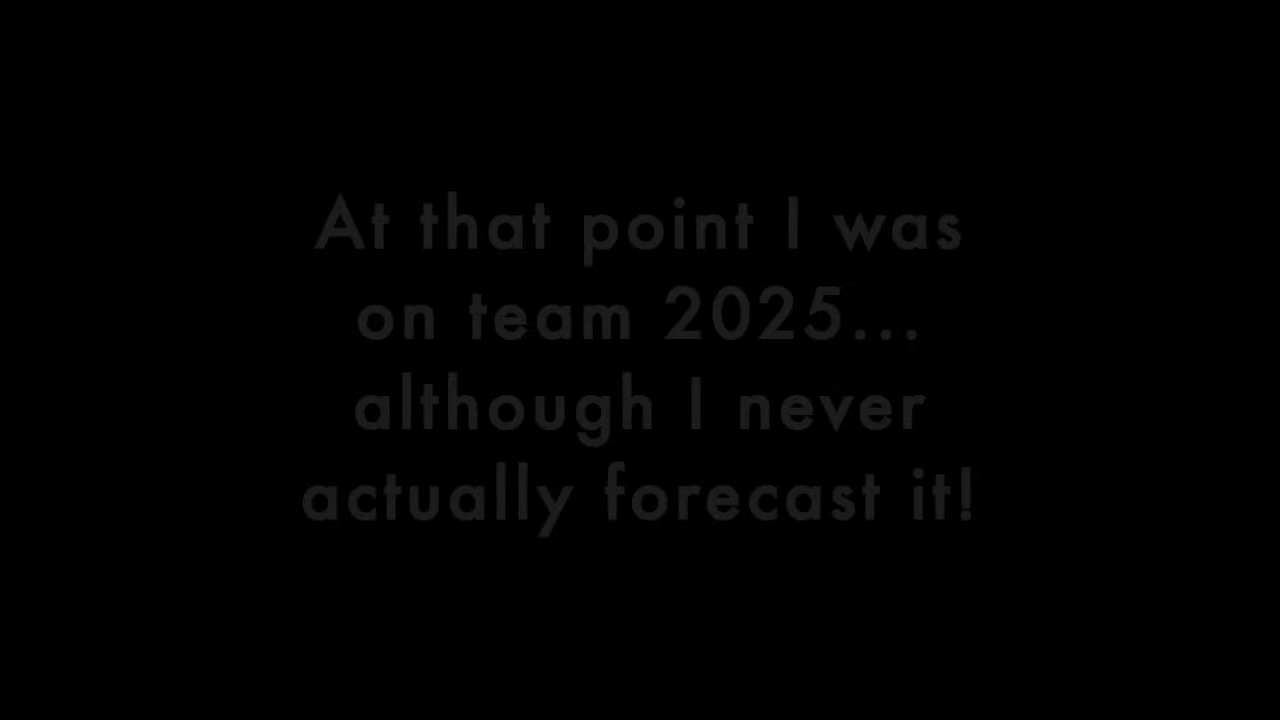 At that point I was
on team 2025...
although I never
actually forecast it!